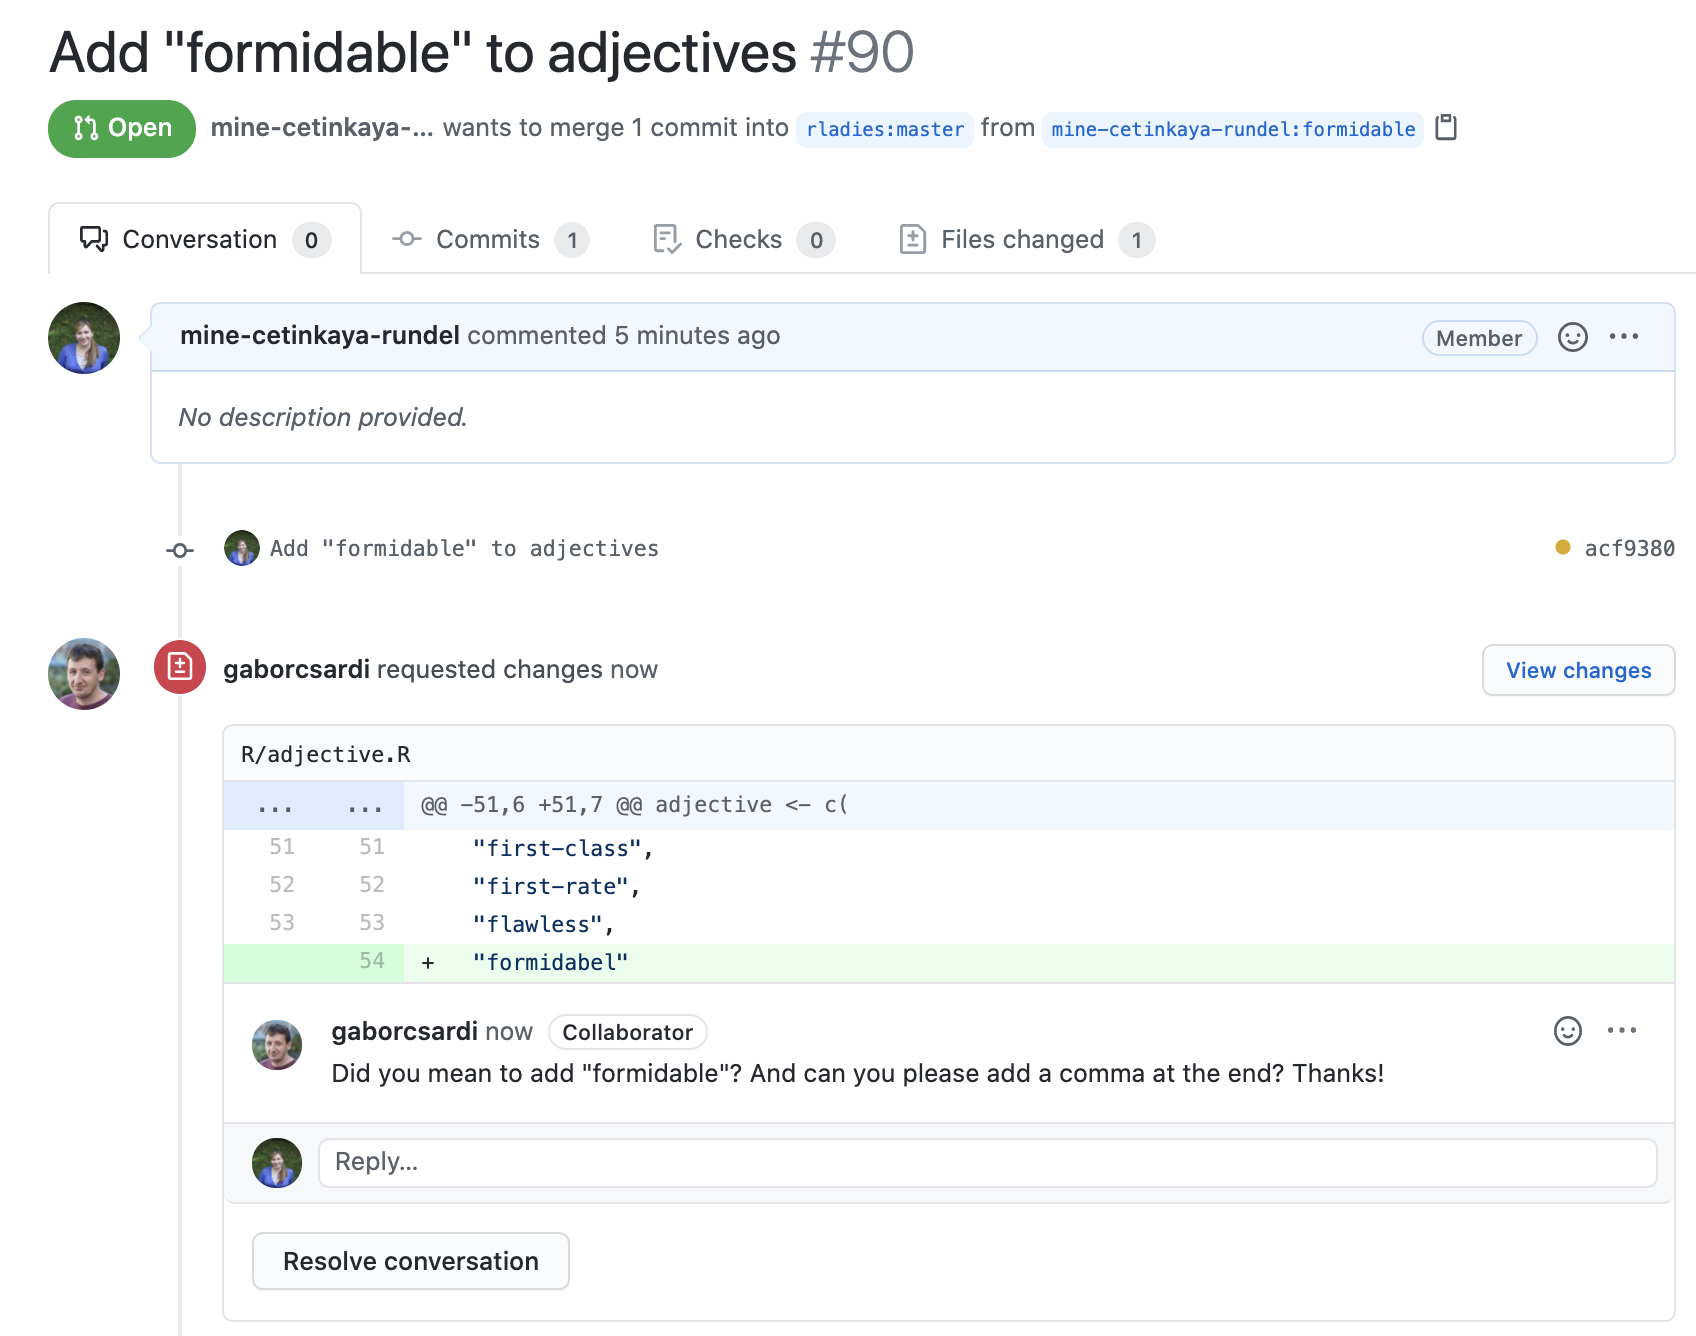 Add "formidable" to adjectives #90
Open mine-cetinkaya-... wants to merge 1 commit into rladies:master from mine-cetinkaya-rundel:formidable
Conversation 0 Commits 1 Checks 0 Files changed 1
mine-cetinkaya-rundel commented 5 minutes ago Member ...
No description provided.
Add "formidable" to adjectives acf9380
gaborcsardi requested changes now View changes
R/adjective.R
... ... @@ -51,6 +51,7 @@ adjective <- c(
51 51 "first-class",
52 52 "first-rate",
53 53 "flawless",
54 + "formidabel"
gaborcsardi now Collaborator ...
Did you mean to add "formidable"? And can you please add a comma at the end? Thanks!
Reply...
Resolve conversation